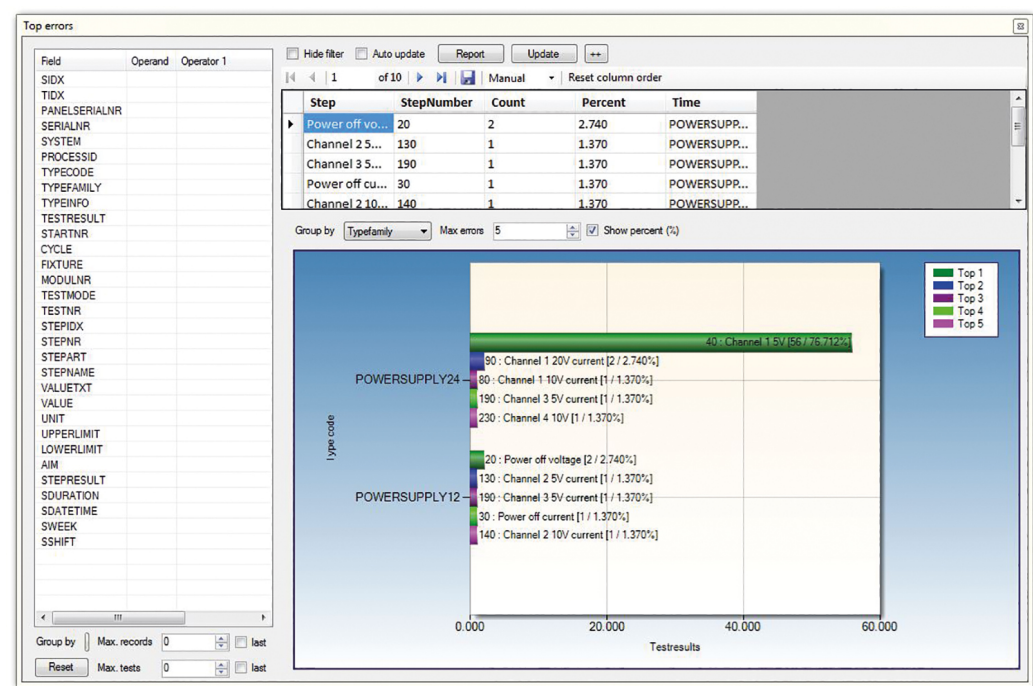 Top errors
Field Operand Operator 1
SIDX
TIDX
PANELSERIALNR
SERIALNR
SYSTEM
PROCESSID
TYPECODE
TYPEFAMILY
TYPEINFO
TESTRESULT
STARTNR
CYCLE
FIXTURE
MODULNR
TESTMODE
TESTNR
STEPIDX
STEPNR
STEPART
STEPNAME
VALUETXT
VALUE
UNIT
UPPERLIMIT
LOWERLIMIT
AIM
STEPRESULT
SDURATION
SDATETIME
SWEEK
SSHIFT
Group by Max. records 0 last
Reset Max. tests 0 last
Hide filter Auto update Report Update ++
1 of 10 Manual Reset column order
Step StepNumber Count Percent Time
Power off vo... 20 2 2.740 POWERSUPP...
Channel 2 5... 130 1 1.370 POWERSUPP...
Channel 3 5... 190 1 1.370 POWERSUPP...
Power off cu... 30 1 1.370 POWERSUPP...
Channel 2 10... 140 1 1.370 POWERSUPP...
Group by Typefamily Max errors 5 Show percent (%)
Top 1
Top 2
Top 3
Top 4
Top 5
Type code
POWERSUPPLY24
40 : Channel 1 5V [56 / 76.712%]
90 : Channel 1 20V current [2 / 2.740%]
80 : Channel 1 10V current [1 / 1.370%]
190 : Channel 3 5V current [1 / 1.370%]
230 : Channel 4 10V [1 / 1.370%]
POWERSUPPLY12
20 : Power off voltage [2 / 2.740%]
130 : Channel 2 5V current [1 / 1.370%]
190 : Channel 3 5V current [1 / 1.370%]
30 : Power off current [1 / 1.370%]
140 : Channel 2 10V current [1 / 1.370%]
0.000 20.000 40.000 60.000
Testresults